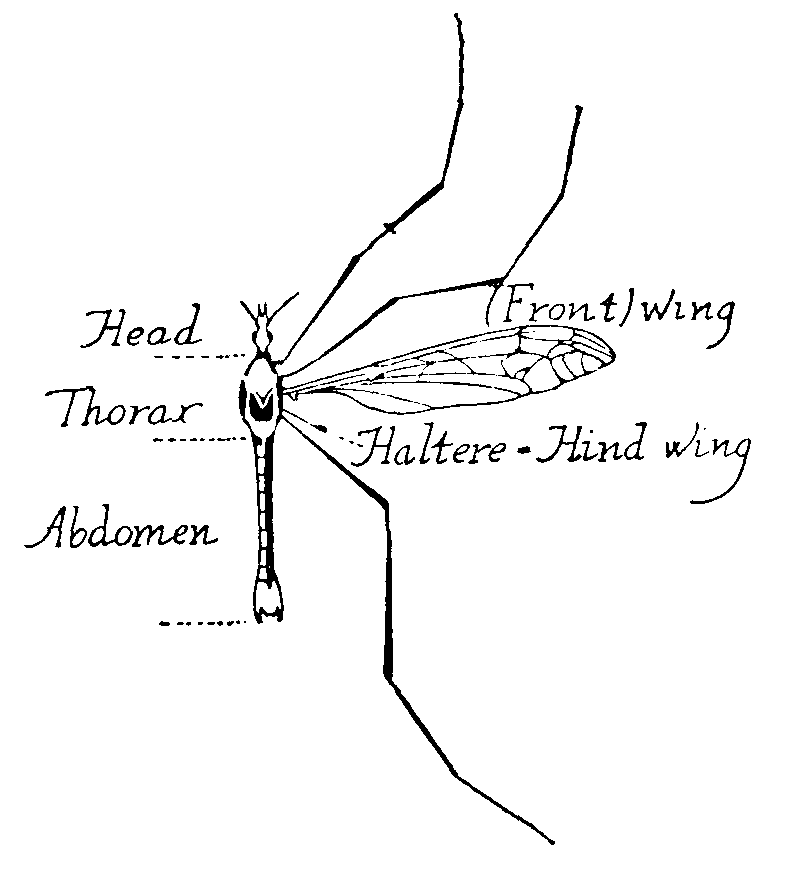 (Front) wing
Head
Thorax
Haltere - Hind wing
Abdomen